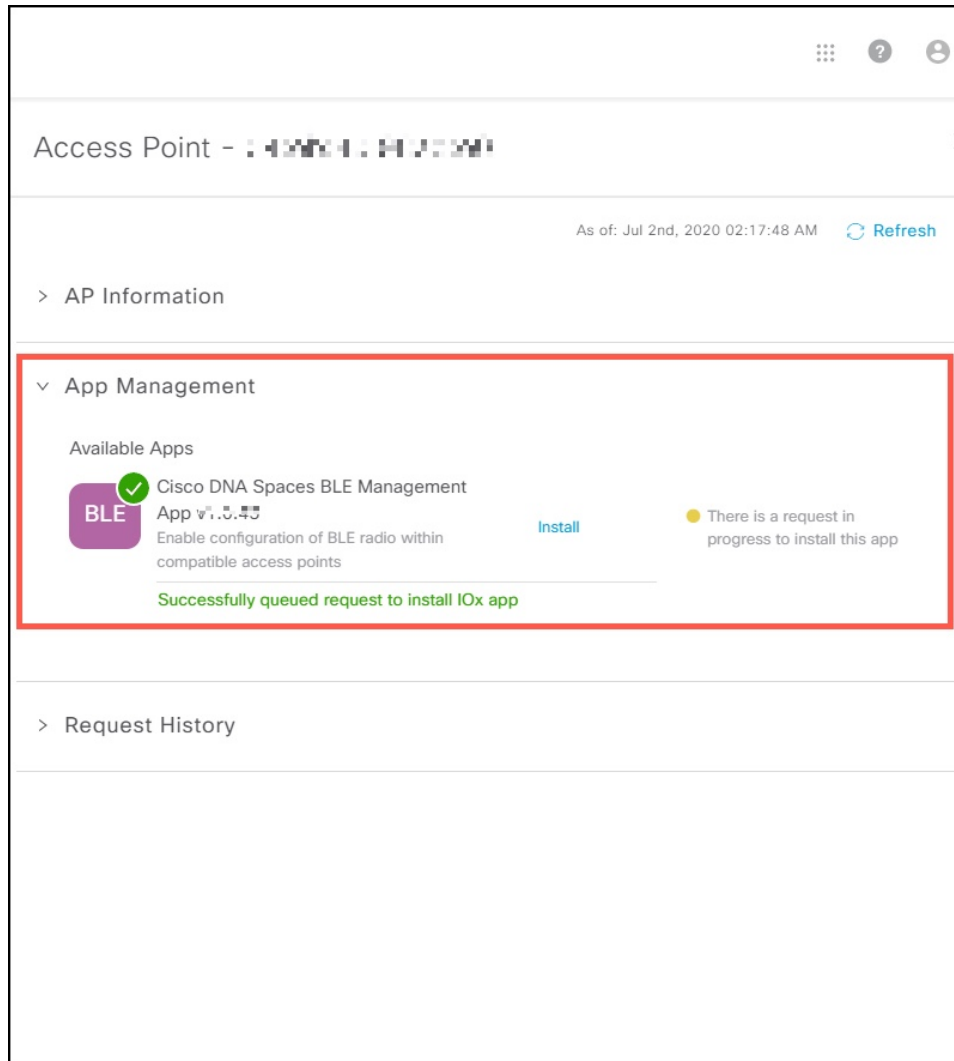 Access Point -
As of: Jul 2nd, 2020 02:17:48 AM Refresh
AP Information
App Management
Available Apps
BLE
Cisco DNA Spaces BLE Management
App
Enable configuration of BLE radio within
compatible access points
Install
There is a request in
progress to install this app
Successfully queued request to install IOx app
Request History